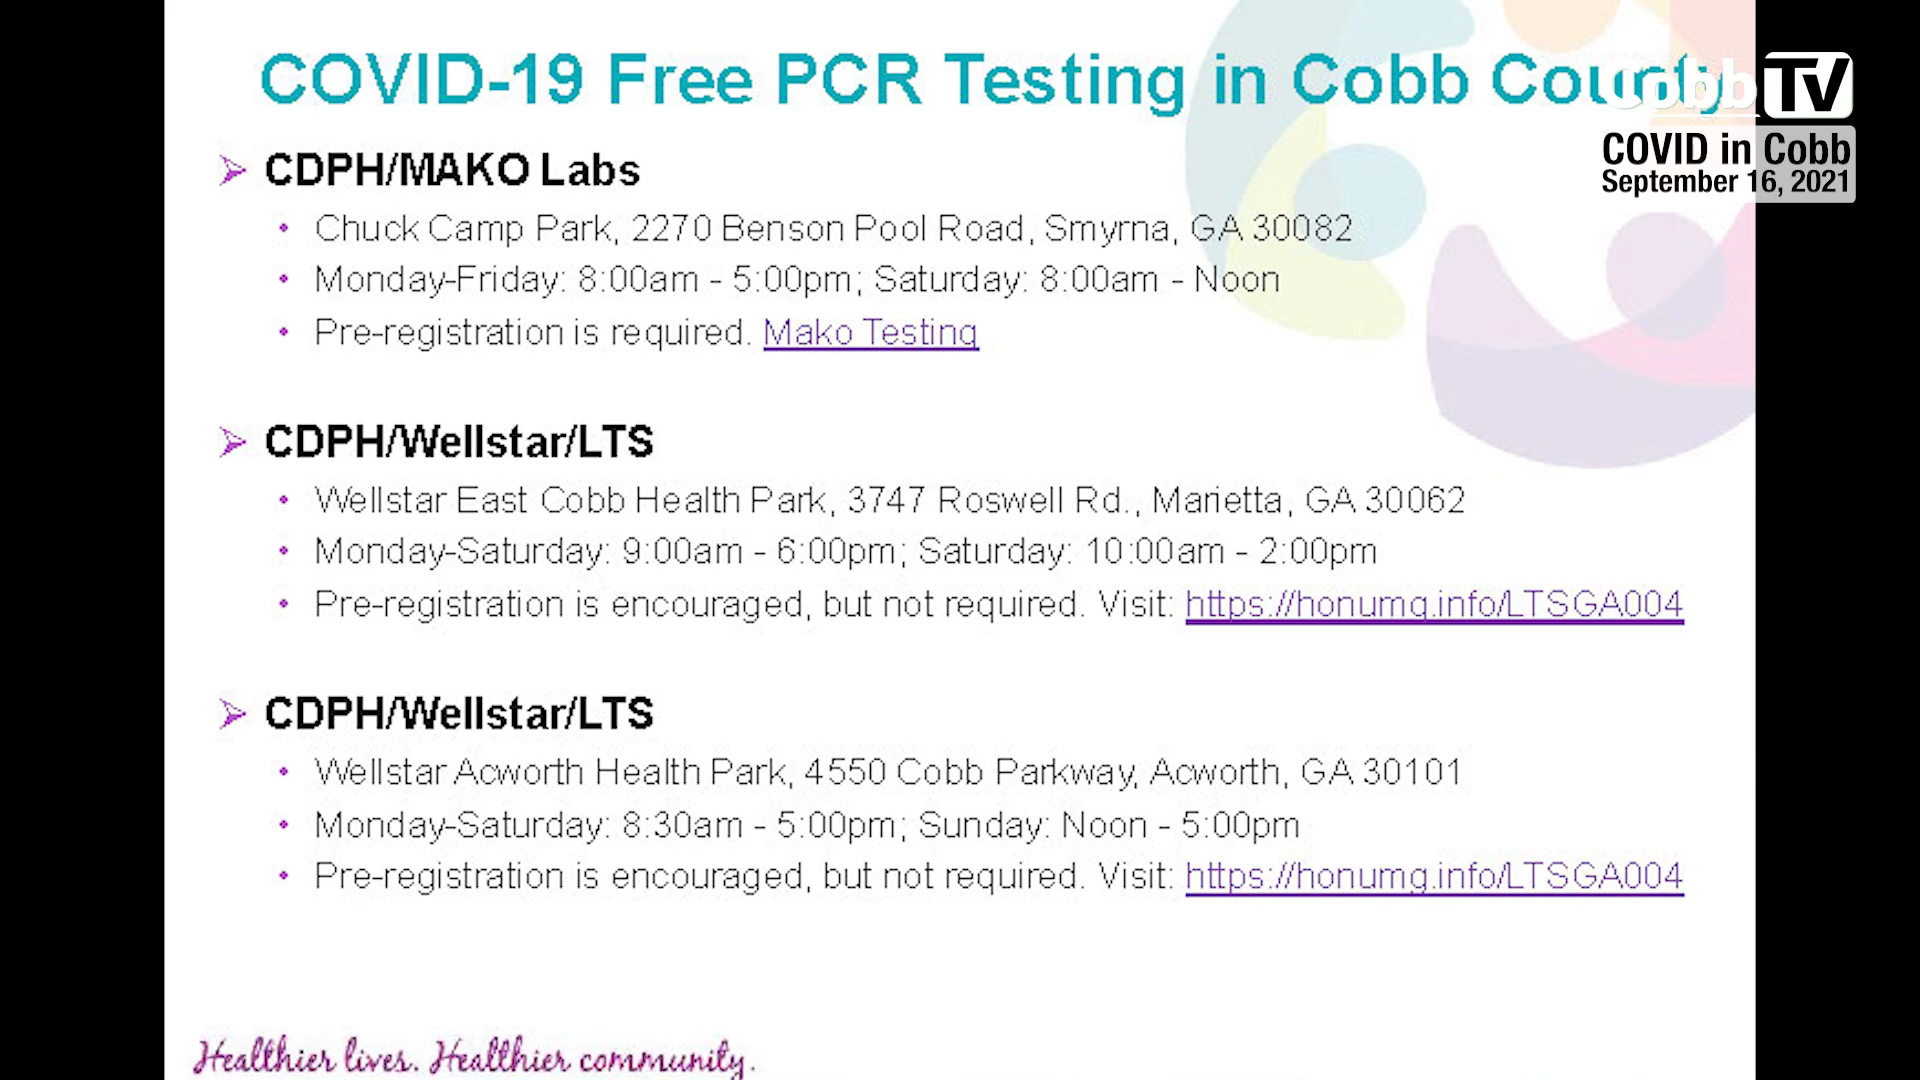 COVID-19 Free PCR Testing in Cobb County
CobbTV
COVID in Cobb
September 16, 2021
CDPH/MAKO Labs
Chuck Camp Park, 2270 Benson Pool Road, Smyrna, GA 30082
Monday-Friday: 8:00am - 5:00pm; Saturday: 8:00am - Noon
Pre-registration is required. Mako Testing
CDPH/Wellstar/LTS
Wellstar East Cobb Health Park, 3747 Roswell Rd., Marietta, GA 30062
Monday-Saturday: 9:00am - 6:00pm; Saturday: 10:00am - 2:00pm
Pre-registration is encouraged, but not required. Visit: https://honumg.info/LTSGA004
CDPH/Wellstar/LTS
Wellstar Acworth Health Park, 4550 Cobb Parkway, Acworth, GA 30101
Monday-Saturday: 8:30am - 5:00pm; Sunday: Noon - 5:00pm
Pre-registration is encouraged, but not required. Visit: https://honumg.info/LTSGA004
Healthier lives. Healthier community.